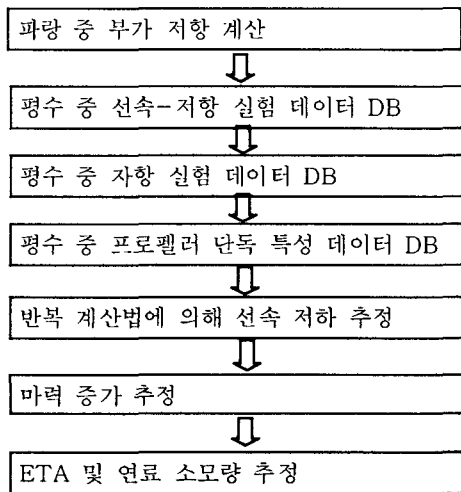 파랑 중 부가 저항 계산
평수 중 선속-저항 실험 데이터 DB
평수 중 자항 실험 데이터 DB
평수 중 프로펠러 단독 특성 데이터 DB
반복 계산법에 의해 선속 저하 추정
마력 증가 추정
ETA 및 연료 소모량 추정